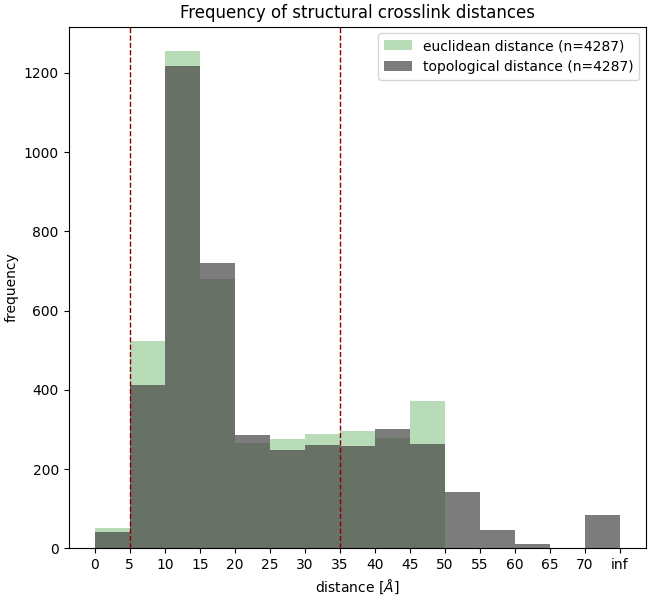 Frequency of structural crosslink distances
euclidean distance (n=4287)
topological distance (n=4287)
1200
1000
800
600
400
200
0
frequency
0 5 10 15 20 25 30 35 40 45 50 55 60 65 70 inf
distance [Å]